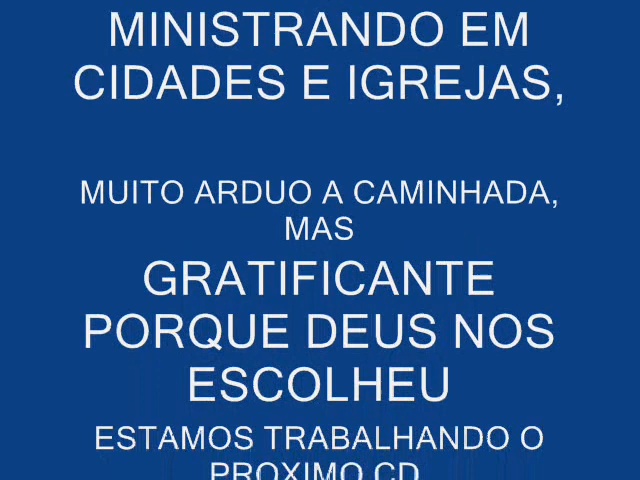 MINISTRANDO EM
CIDADES E IGREJAS,
MUITO ARDUO A CAMINHADA,
MAS
GRATIFICANTE
PORQUE DEUS NOS
ESCOLHEU
ESTAMOS TRABALHANDO O
PROXIMO CD